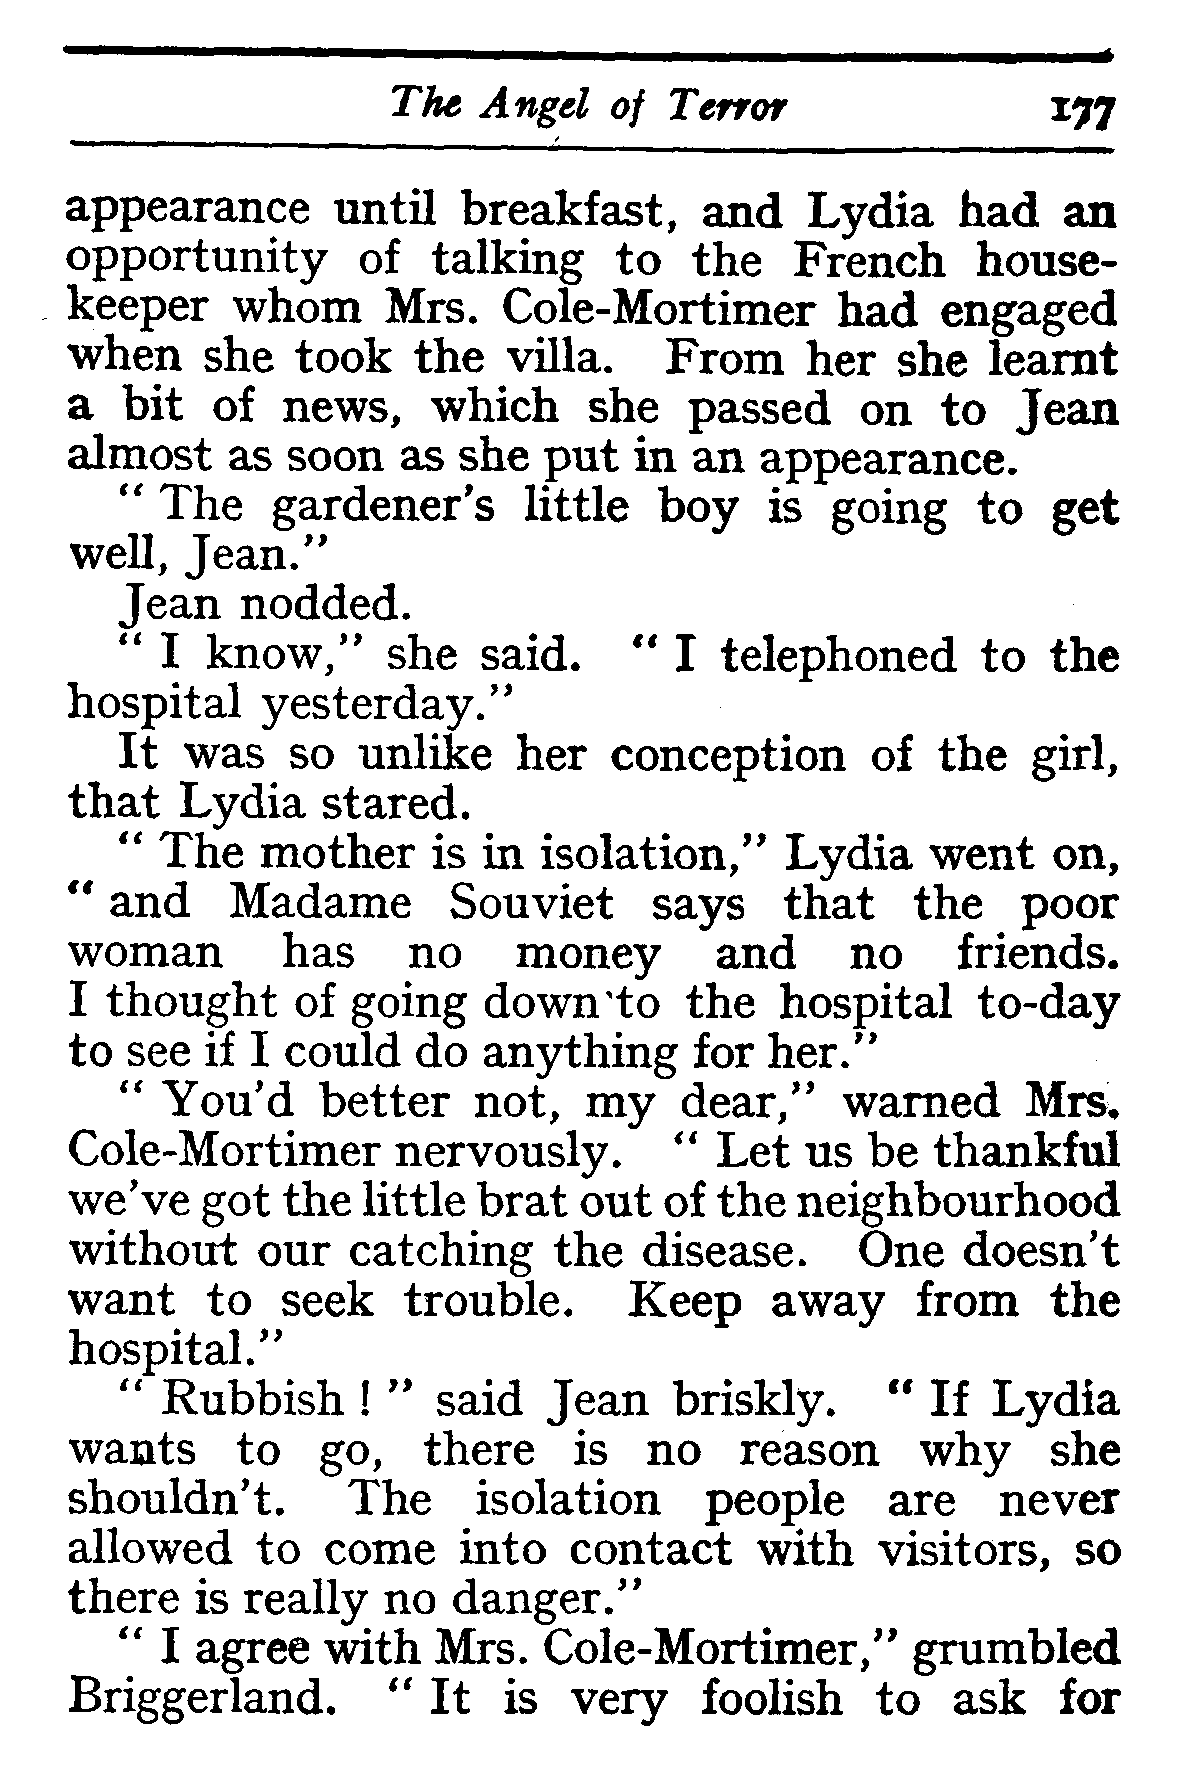 The Angel of Terror 177
appearance until breakfast, and Lydia had an
opportunity of talking to the French house-
keeper whom Mrs. Cole-Mortimer had engaged
when she took the villa. From her she learnt
a bit of news, which she passed on to Jean
almost as soon as she put in an appearance.
“ The gardener’s little boy is going to get
well, Jean.”
Jean nodded.
“ I know,” she said. “ I telephoned to the
hospital yesterday.”
It was so unlike her conception of the girl,
that Lydia stared.
“ The mother is in isolation,” Lydia went on,
“ and Madame Souviet says that the poor
woman has no money and no friends.
I thought of going down to the hospital to-day
to see if I could do anything for her.”
“ You’d better not, my dear,” warned Mrs.
Cole-Mortimer nervously. “ Let us be thankful
we’ve got the little brat out of the neighbourhood
without our catching the disease. One doesn’t
want to seek trouble. Keep away from the
hospital.”
“ Rubbish ! ” said Jean briskly. “ If Lydia
wants to go, there is no reason why she
shouldn’t. The isolation people are never
allowed to come into contact with visitors, so
there is really no danger.”
“ I agree with Mrs. Cole-Mortimer,” grumbled
Briggerland. “ It is very foolish to ask for